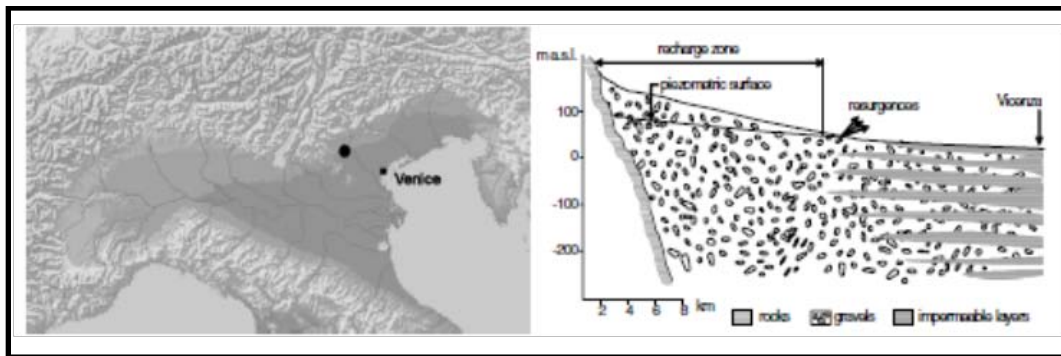 Venice
m a.s.l.
recharge zone
piezometric surface
resurgences
Vicenza
100
0
-100
-200
2 4 6 8
km
rocks gravels impermeable layers